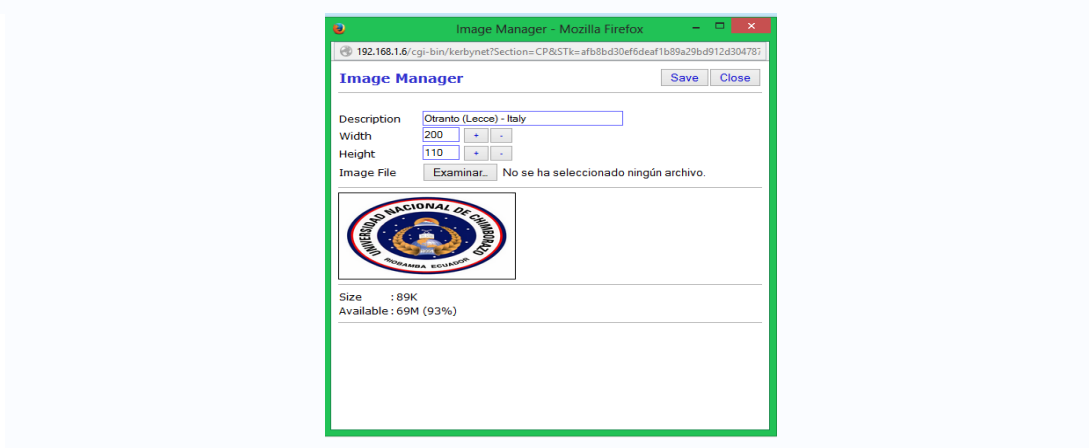 Image Manager - Mozilla Firefox
192.168.1.6/cgi-bin/kerbynet?Section=CP&STk=afb8bd30ef6deaf1b89a29bd912d304787
Image Manager Save Close
Description Otranto (Lecce) - Italy
Width 200 + -
Height 110 + -
Image File Examinar... No se ha seleccionado ningún archivo.
UNIVERSIDAD NACIONAL DE CHIMBORAZO
RIOBAMBA ECUADOR
Size : 89K
Available : 69M (93%)